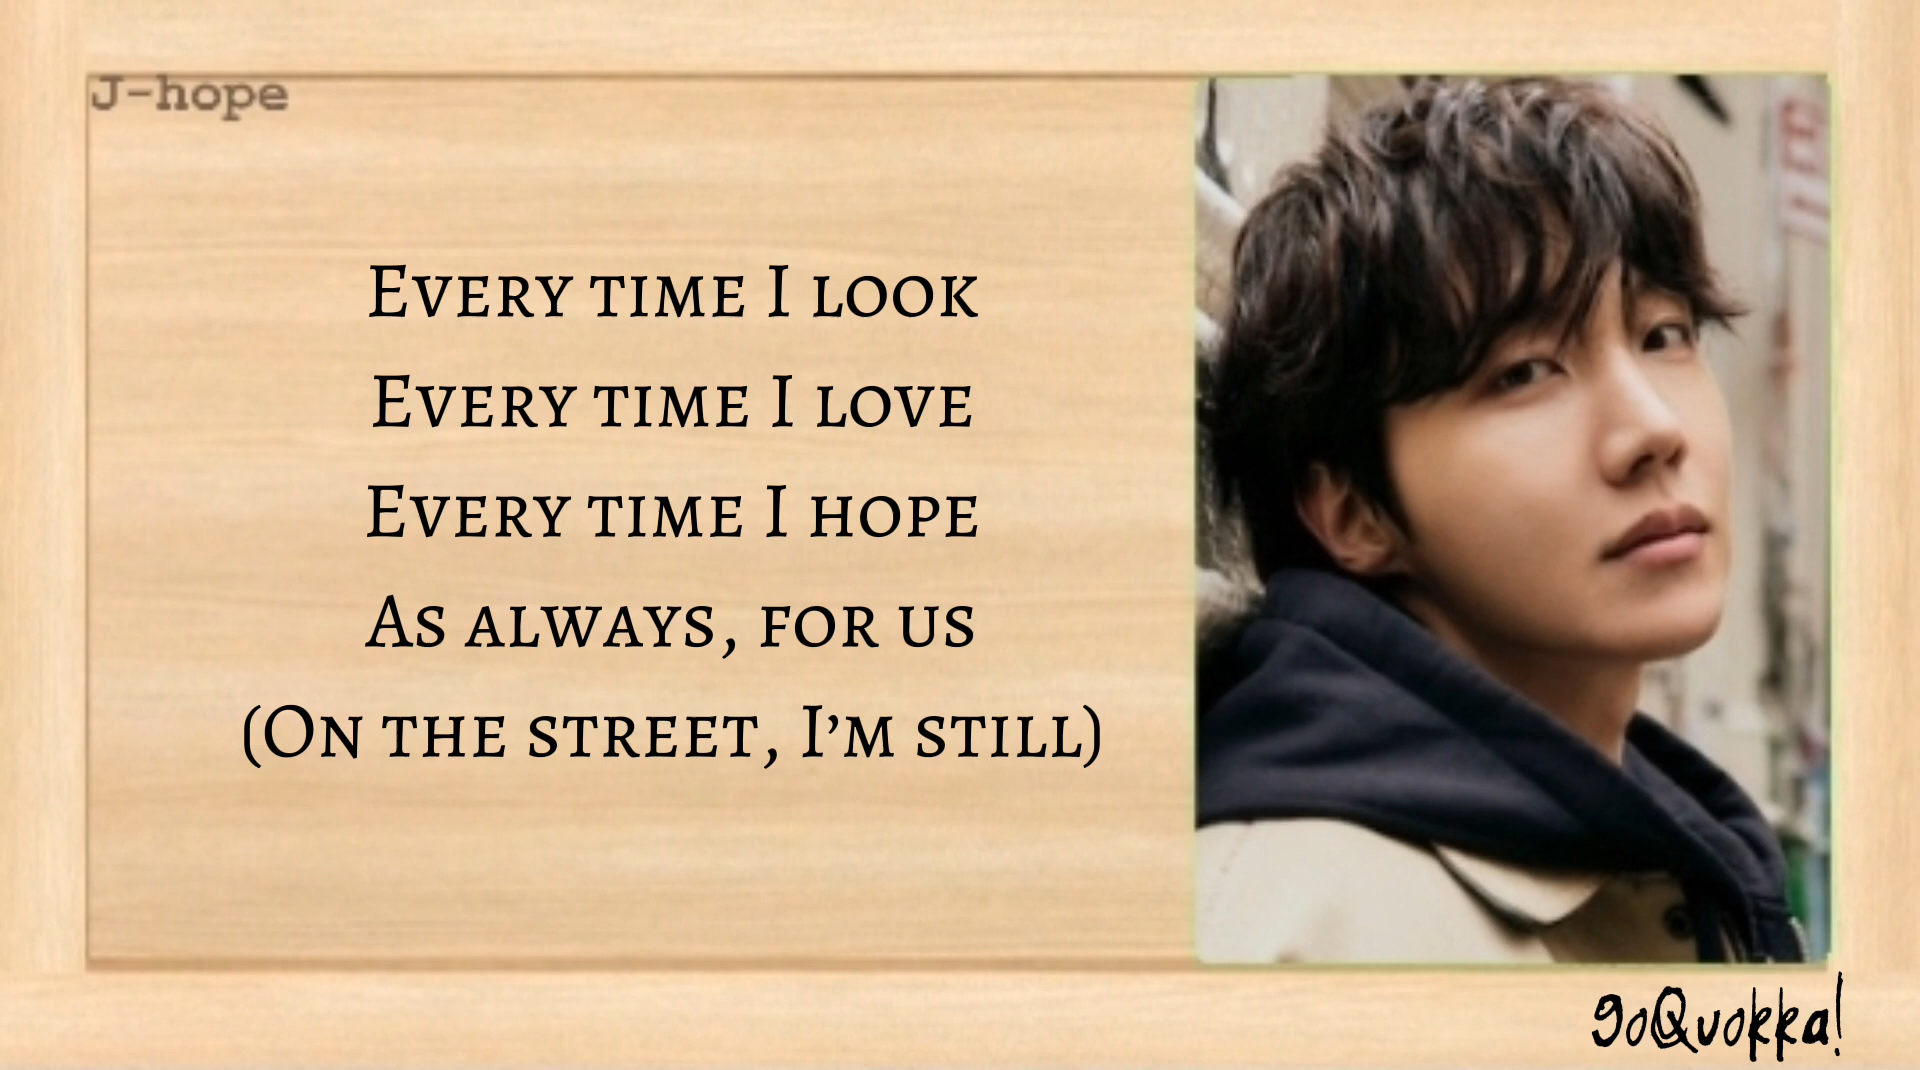 J-hope
Every time I look
Every time I love
Every time I hope
As always, for us
(On the street, I'm still)
goQuokka!